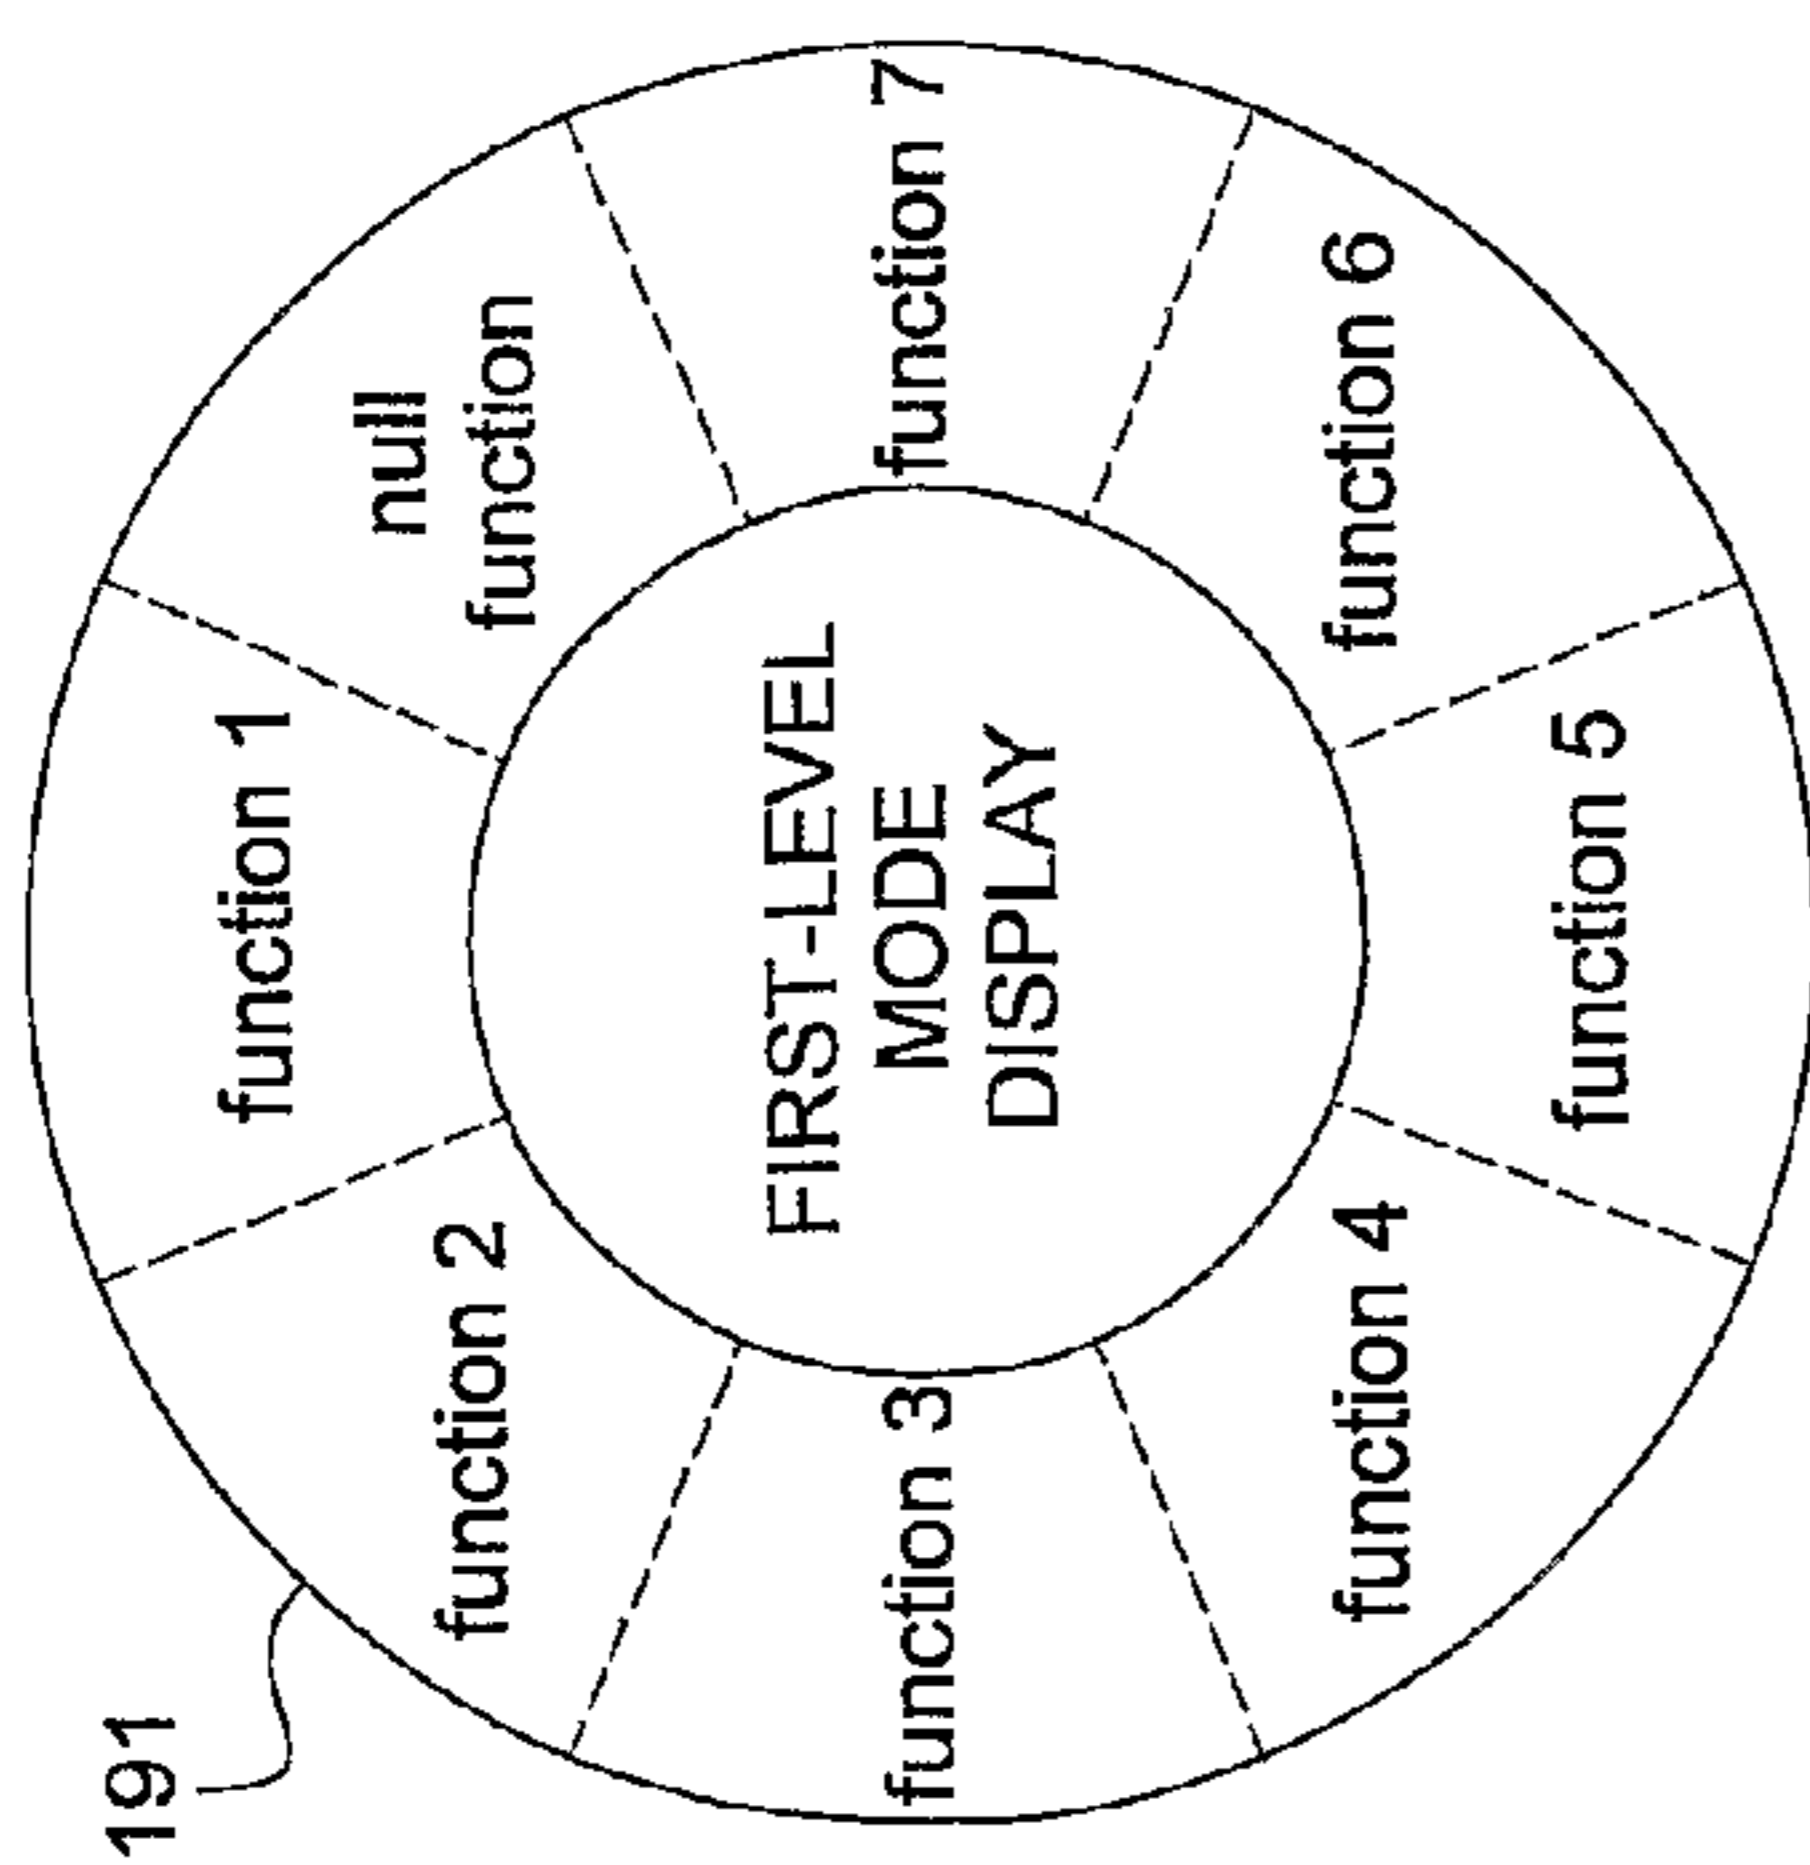 191
function 1
function 2
function 3
function 4
function 5
function 6
function 7
null
function
FIRST-LEVEL
MODE
DISPLAY